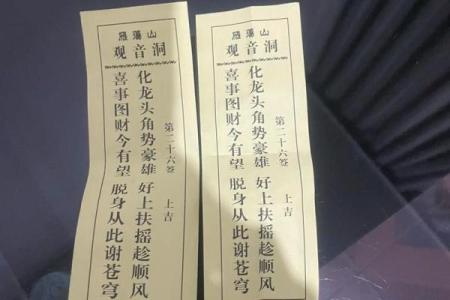 雁荡山
观音洞
第二十六签 上吉
化龙头角势豪雄 好上扶摇趁顺风
喜事图财今有望 脱身从此谢苍穹
雁荡山
观音洞
第二十六签 上吉
化龙头角势豪雄 好上扶摇趁顺风
喜事图财今有望 脱身从此谢苍穹